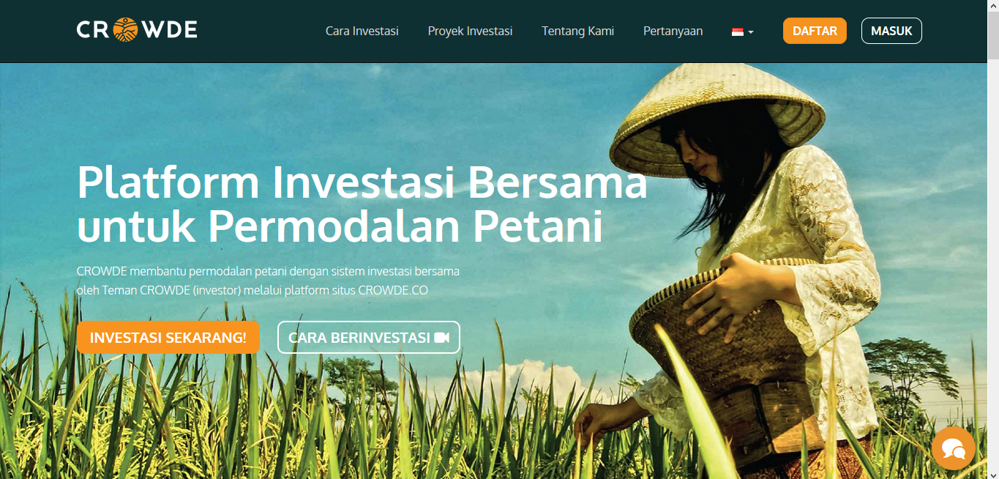 CROWDE
Cara Investasi
Proyek Investasi
Tentang Kami
Pertanyaan
DAFTAR
MASUK
Platform Investasi Bersama
untuk Permodalan Petani
CROWDE membantu permodalan petani dengan sistem investasi bersama
oleh Teman CROWDE (investor) melalui platform situs CROWDE.CO
INVESTASI SEKARANG!
CARA BERINVESTASI